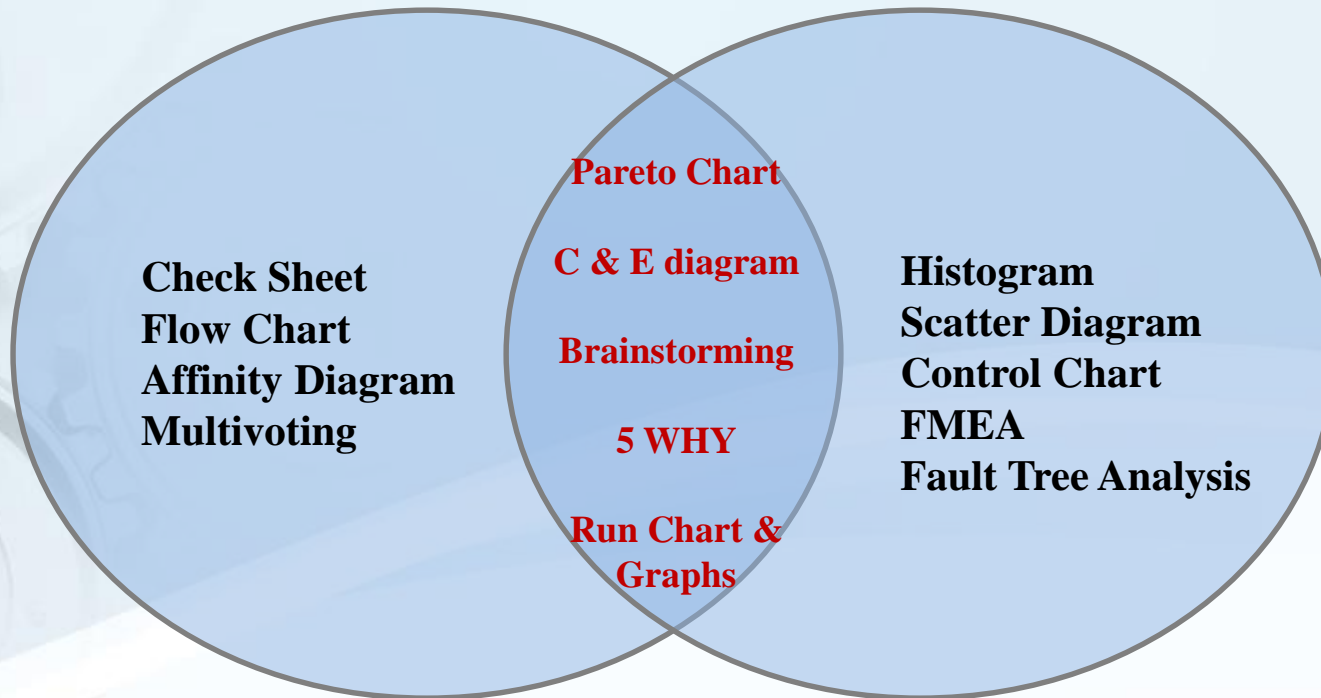 Check Sheet
Flow Chart
Affinity Diagram
Multivoting
Pareto Chart
C & E diagram
Brainstorming
5 WHY
Run Chart &
Graphs
Histogram
Scatter Diagram
Control Chart
FMEA
Fault Tree Analysis